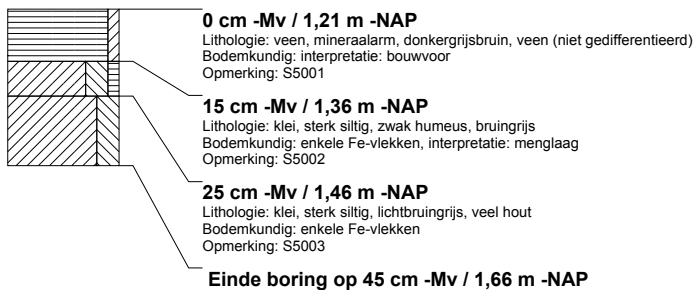 0 cm -Mv / 1,21 m -NAP
Lithologie: veen, mineraalarm, donkergrijsbruin, veen (niet gedifferentieerd)
Bodemkundig: interpretatie: bouwvoor
Opmerking: S5001
15 cm -Mv / 1,36 m -NAP
Lithologie: klei, sterk siltig, zwak humeus, bruingrijs
Bodemkundig: enkele Fe-vlekken, interpretatie: menglaag
Opmerking: S5002
25 cm -Mv / 1,46 m -NAP
Lithologie: klei, sterk siltig, lichtbruingrijs, veel hout
Bodemkundig: enkele Fe-vlekken
Opmerking: S5003
Einde boring op 45 cm -Mv / 1,66 m -NAP